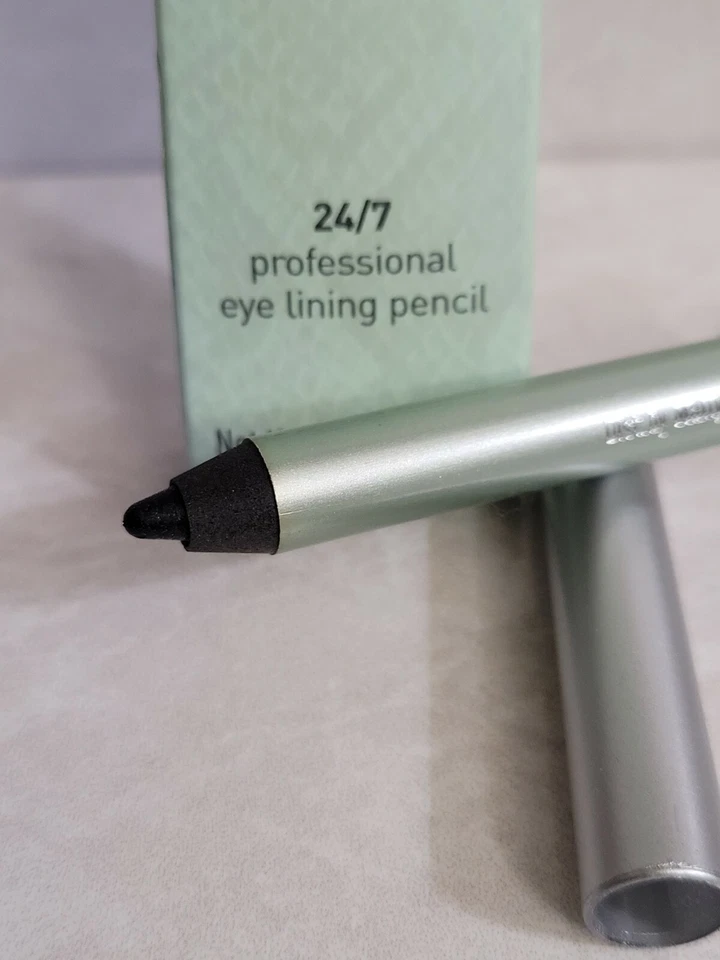 24/7
professional
eye lining pencil